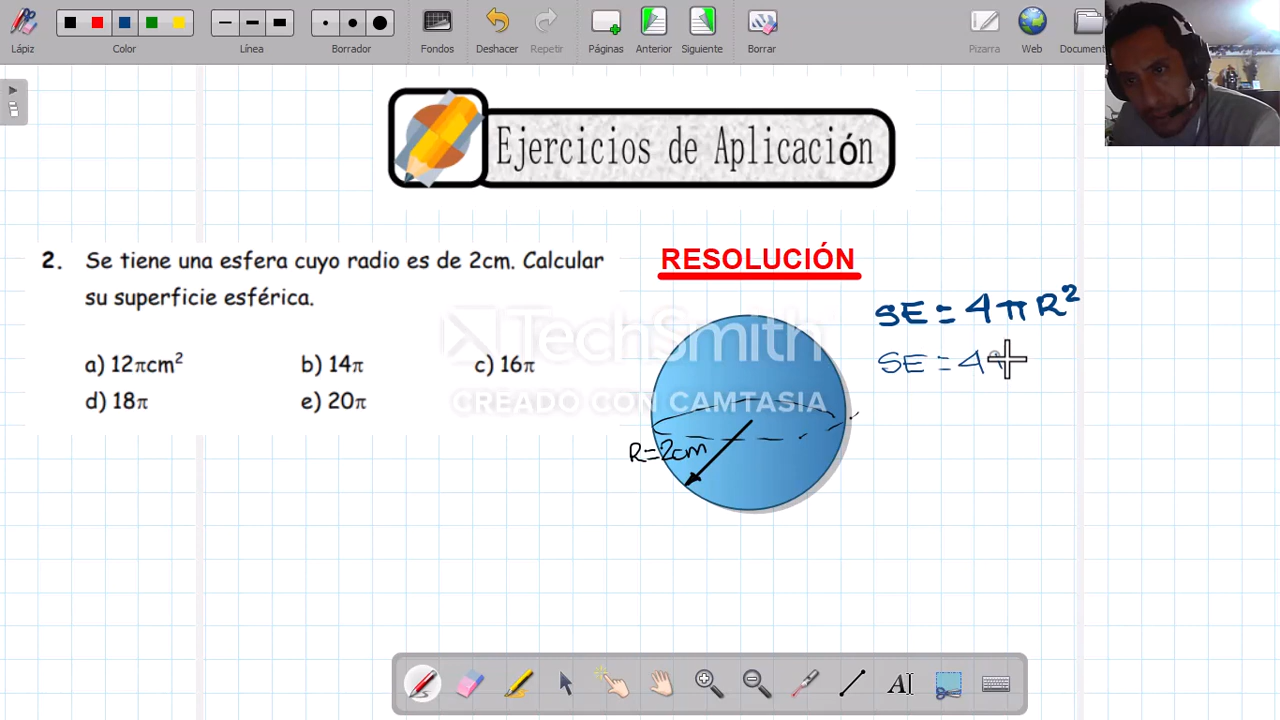 Lápiz
Color
Línea
Borrador
Fondos
Deshacer
Repetir
Páginas
Anterior
Siguiente
Borrar
Pizarra
Web
Document
Ejercicios de Aplicación
2. Se tiene una esfera cuyo radio es de 2cm. Calcular
su superficie esférica.
a) 12πcm² b) 14π c) 16π
d) 18π e) 20π
RESOLUCIÓN
SE = 4πR²
SE = 4
R=2cm
TechSmith
CREADO CON CAMTASIA